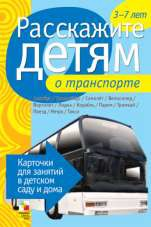 3–7 лет
Расскажите
детям
о транспорте
Самолёт / Велосипед
Вертолёт / Лодка / Корабль / Паром / Трамвай /
Поезд / Метро / Такси
Карточки
для занятий
в детском
саду и дома